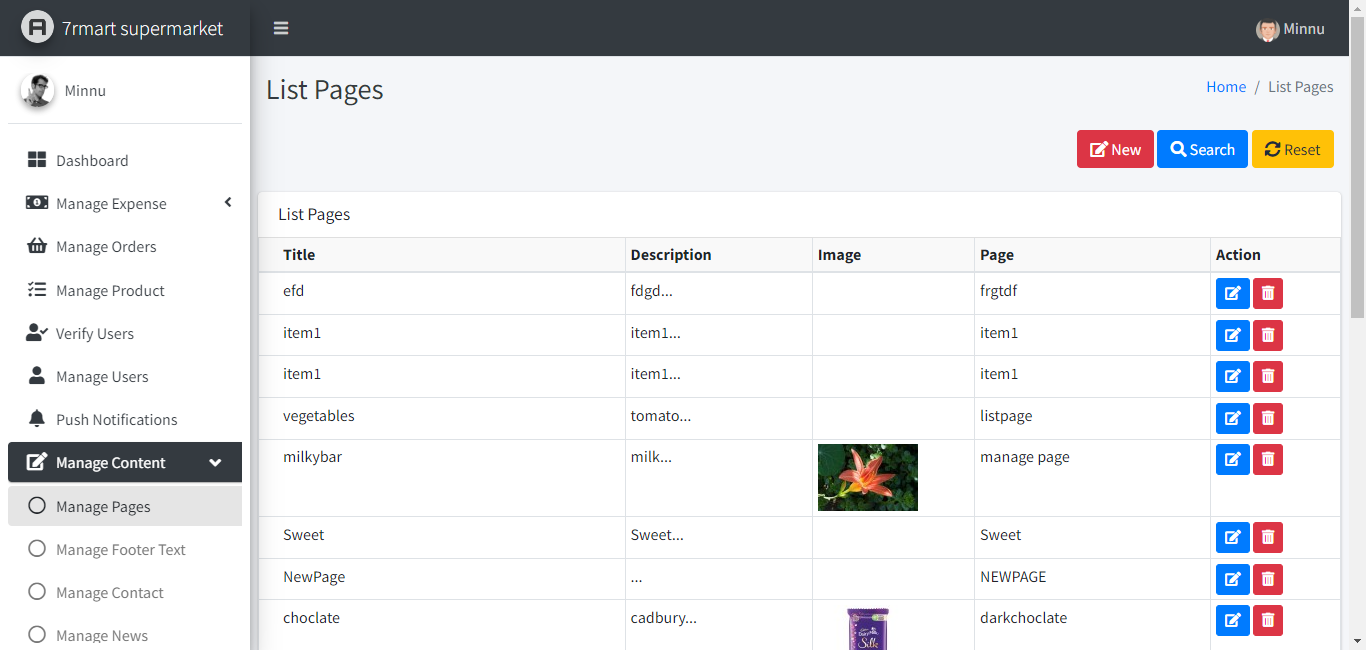 7rmart supermarket
Minnu
Minnu
Dashboard
Manage Expense
Manage Orders
Manage Product
Verify Users
Manage Users
Push Notifications
Manage Content
Manage Pages
Manage Footer Text
Manage Contact
Manage News
List Pages
Home / List Pages
New Search Reset
List Pages
Title Description Image Page Action
efd fdgd... frgtdf
item1 item1... item1
item1 item1... item1
vegetables tomato... listpage
milkybar milk... manage page
Sweet Sweet... Sweet
NewPage ... NEWPAGE
choclate cadbury... darkchoclate
Dairy Milk
Silk